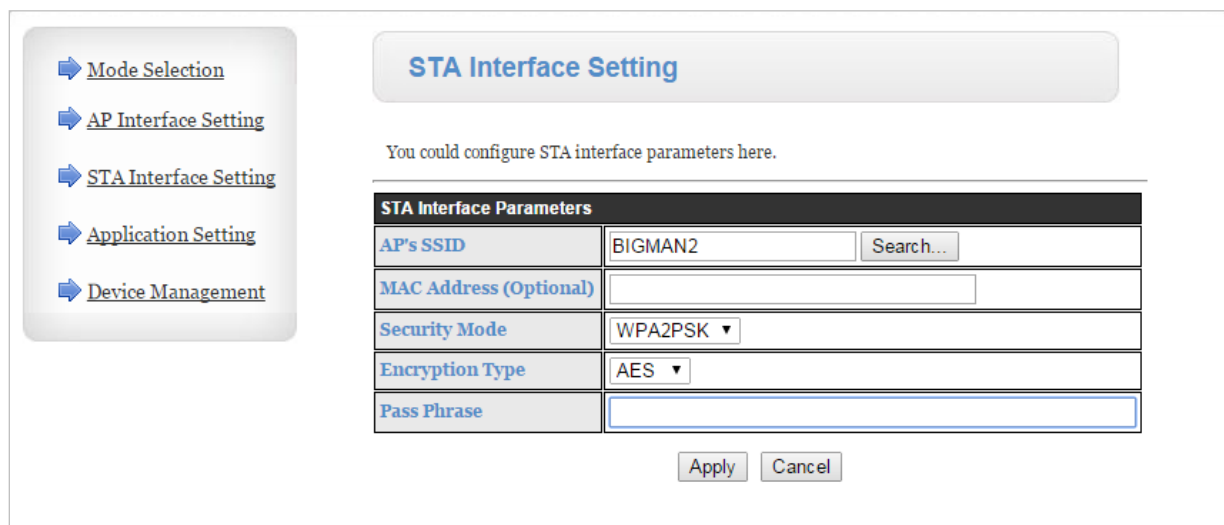 Mode Selection
AP Interface Setting
STA Interface Setting
Application Setting
Device Management
STA Interface Setting
You could configure STA interface parameters here.
STA Interface Parameters
AP's SSID BIGMAN2 Search...
MAC Address (Optional)
Security Mode WPA2PSK
Encryption Type AES
Pass Phrase
Apply Cancel